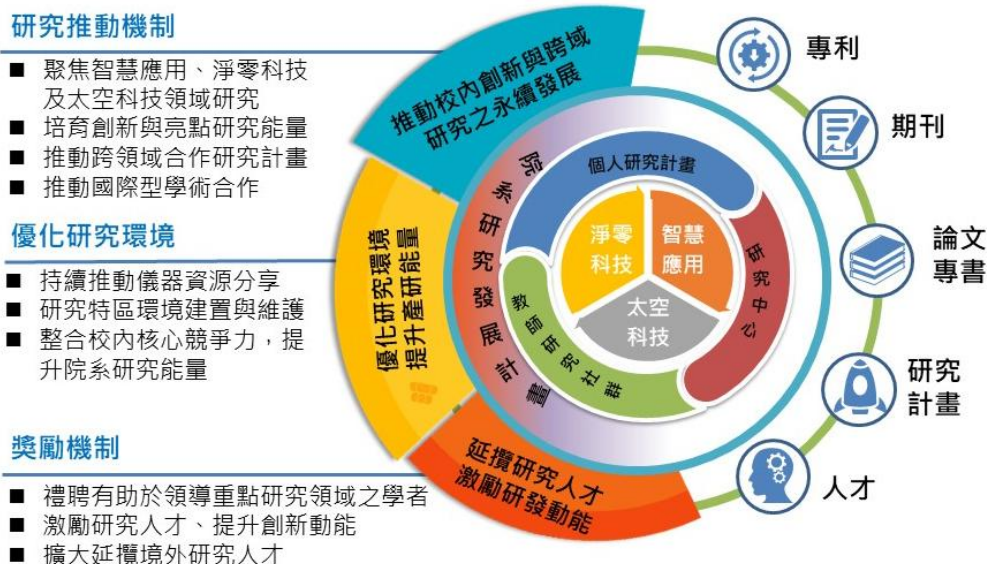 研究推動機制
■ 聚焦智慧應用、淨零科技
及太空科技領域研究
■ 培育創新與亮點研究能量
■ 推動跨領域合作研究計畫
■ 推動國際型學術合作
優化研究環境
■ 持續推動儀器資源分享
■ 研究特區環境建置與維護
■ 整合校內核心競爭力，提
升院系研究能量
獎勵機制
■ 禮聘有助於領導重點研究領域之學者
■ 激勵研究人才、提升創新動能
■ 擴大延攬境外研究人才
推動校內創新與跨域
研究之永續發展
優化研究環境
提升產研能量
延攬研究人才
激勵研發動能
院系研究發展計畫
個人研究計畫
研究中心
教師研究社群
淨零
科技
智慧
應用
太空
科技
專利
期刊
論文
專書
研究
計畫
人才